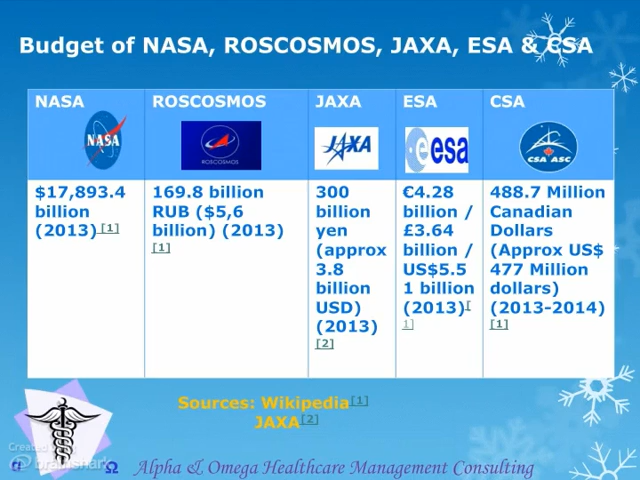 Budget of NASA, ROSCOSMOS, JAXA, ESA & CSA
NASA
NASA
ROSCOSMOS
ROSCOSMOS
JAXA
JAXA
ESA
esa
CSA
CSA ASC
$17,893.4
billion
(2013) [1]
169.8 billion
RUB ($5,6
billion) (2013)
[1]
300
billion
yen
(approx
3.8
billion
USD)
(2013)
[2]
€4.28
billion /
£3.64
billion /
US$5.5
1 billion
(2013)[
1]
488.7 Million
Canadian
Dollars
(Approx US$
477 Million
dollars)
(2013-2014)
[1]
Sources: Wikipedia[1]
JAXA[2]
Created using
brainshark
Ω Ω Alpha & Omega Healthcare Management Consulting